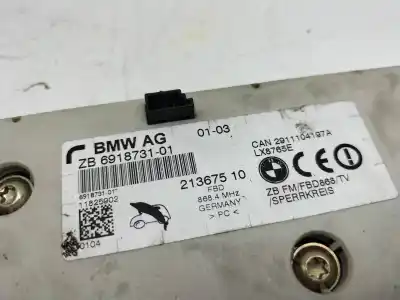 BMW AG
01-03
ZB 6918731-01
CAN 2911104197A
LX8765E
6918731-01
11826902
213675 10
FBD
868.4 MHz
GERMANY
> PC <
0104
ZB FM/FBD868/TV
/SPERRKREIS